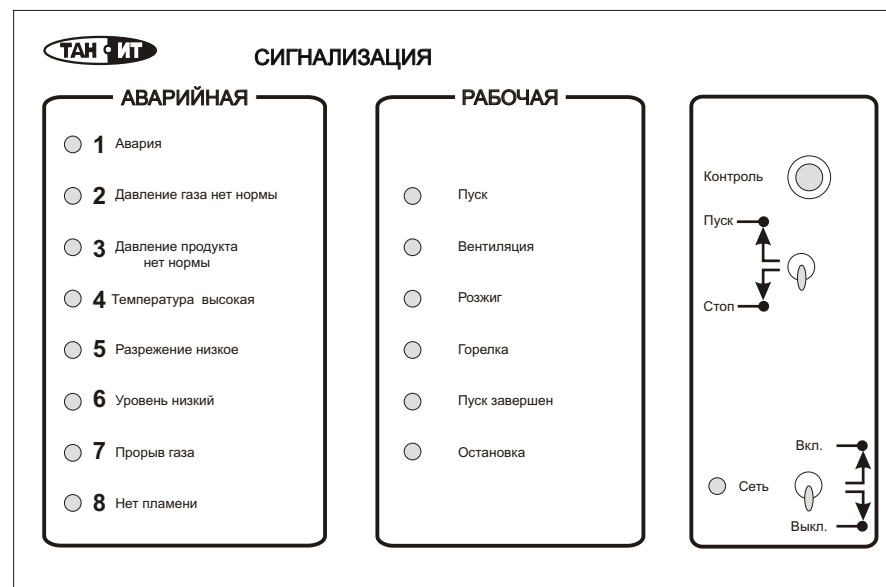 ТАН ИТ
СИГНАЛИЗАЦИЯ
АВАРИЙНАЯ
1 Авария
2 Давление газа нет нормы
3 Давление продукта
нет нормы
4 Температура высокая
5 Разрежение низкое
6 Уровень низкий
7 Прорыв газа
8 Нет пламени
РАБОЧАЯ
Пуск
Вентиляция
Розжиг
Горелка
Пуск завершен
Остановка
Контроль
Пуск
Стоп
Вкл.
Сеть
Выкл.